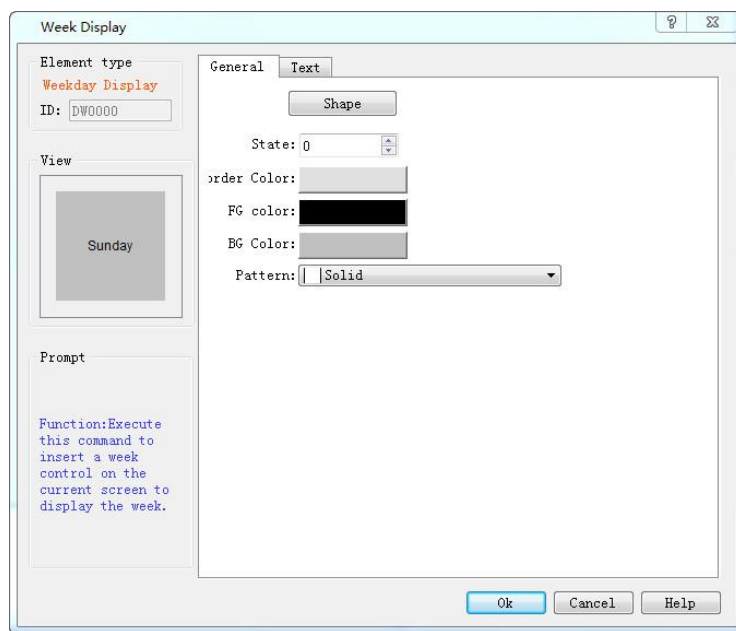 Week Display
Element type
Weekday Display
ID: DW0000
View
Sunday
Prompt
Function:Execute
this command to
insert a week
control on the
current screen to
display the week.
General
Text
Shape
State: 0
order Color:
FG color:
BG Color:
Pattern: Solid
Ok
Cancel
Help